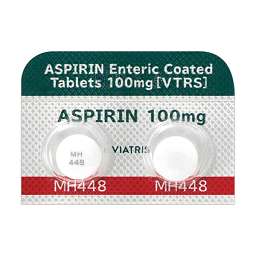 ASPIRIN Enteric Coated
Tablets 100mg[VTRS]
ASPIRIN 100mg
MH
448
VIATRIS
MH448 MH448